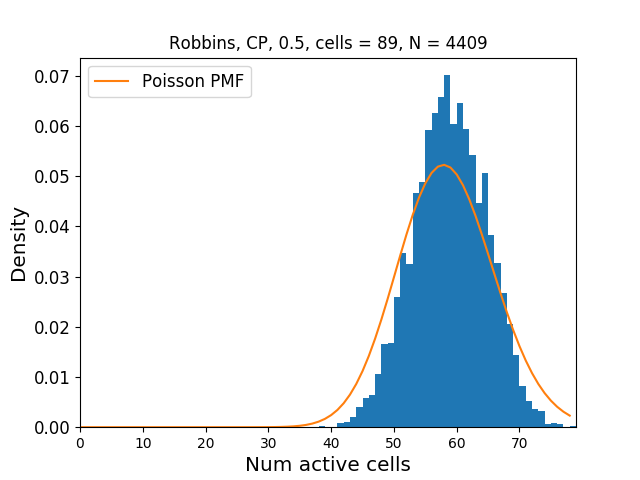 Robbins, CP, 0.5, cells = 89, N = 4409
Poisson PMF
0.07
0.06
0.05
0.04
0.03
0.02
0.01
0.00
Density
0 10 20 30 40 50 60 70
Num active cells